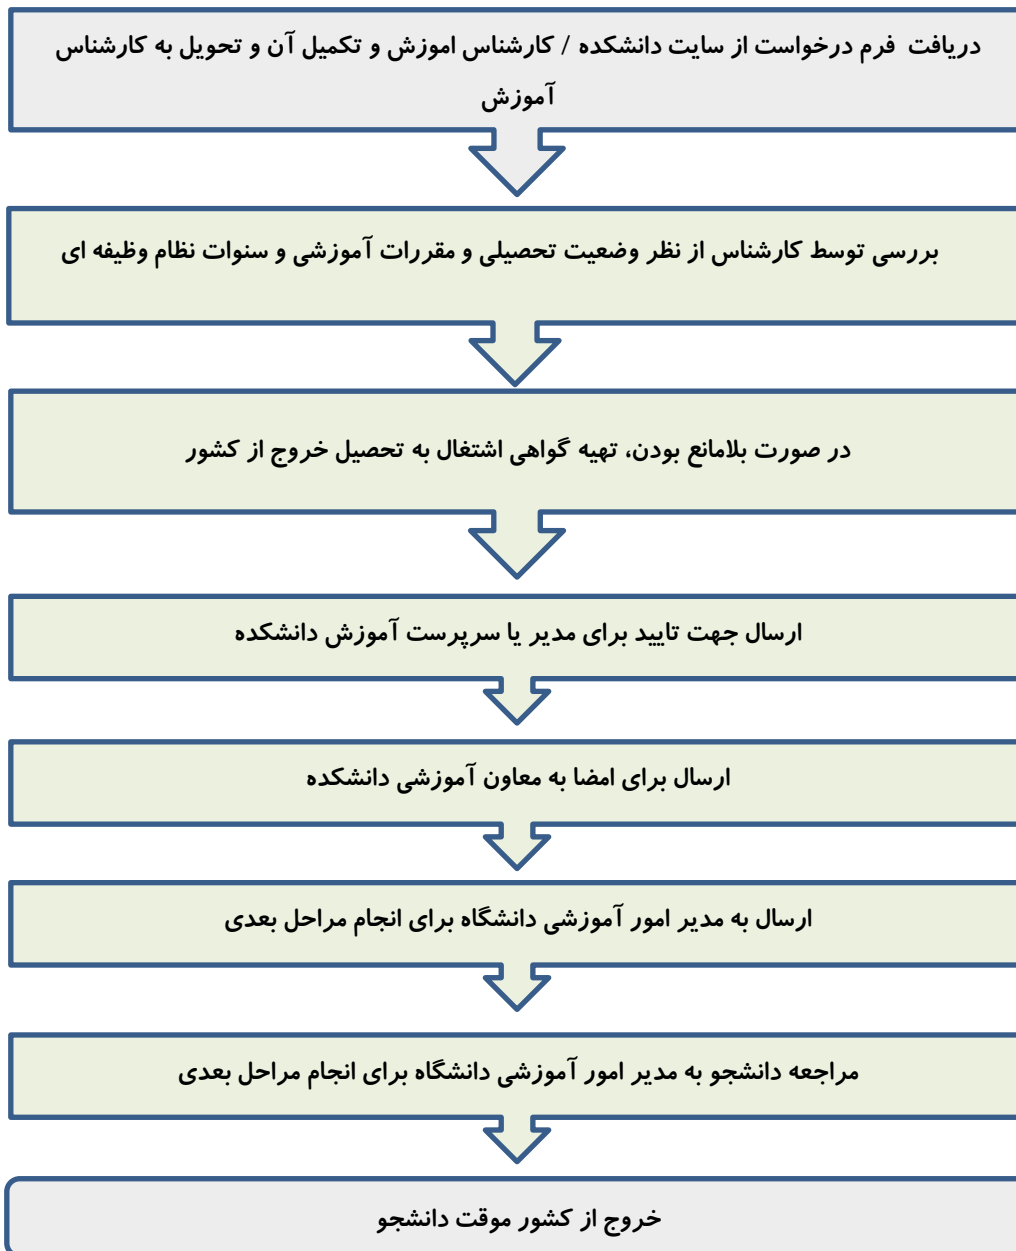 دریافت فرم درخواست از سایت دانشکده / کارشناس اموزش و تکمیل آن و تحویل به کارشناس
آموزش
بررسی توسط کارشناس از نظر وضعیت تحصیلی و مقررات آموزشی و سنوات نظام وظیفه ای
در صورت بلامانع بودن، تهیه گواهی اشتغال به تحصیل خروج از کشور
ارسال جهت تایید برای مدیر یا سرپرست آموزش دانشکده
ارسال برای امضا به معاون آموزشی دانشکده
ارسال به مدیر امور آموزشی دانشگاه برای انجام مراحل بعدی
مراجعه دانشجو به مدیر امور آموزشی دانشگاه برای انجام مراحل بعدی
خروج از کشور موقت دانشجو